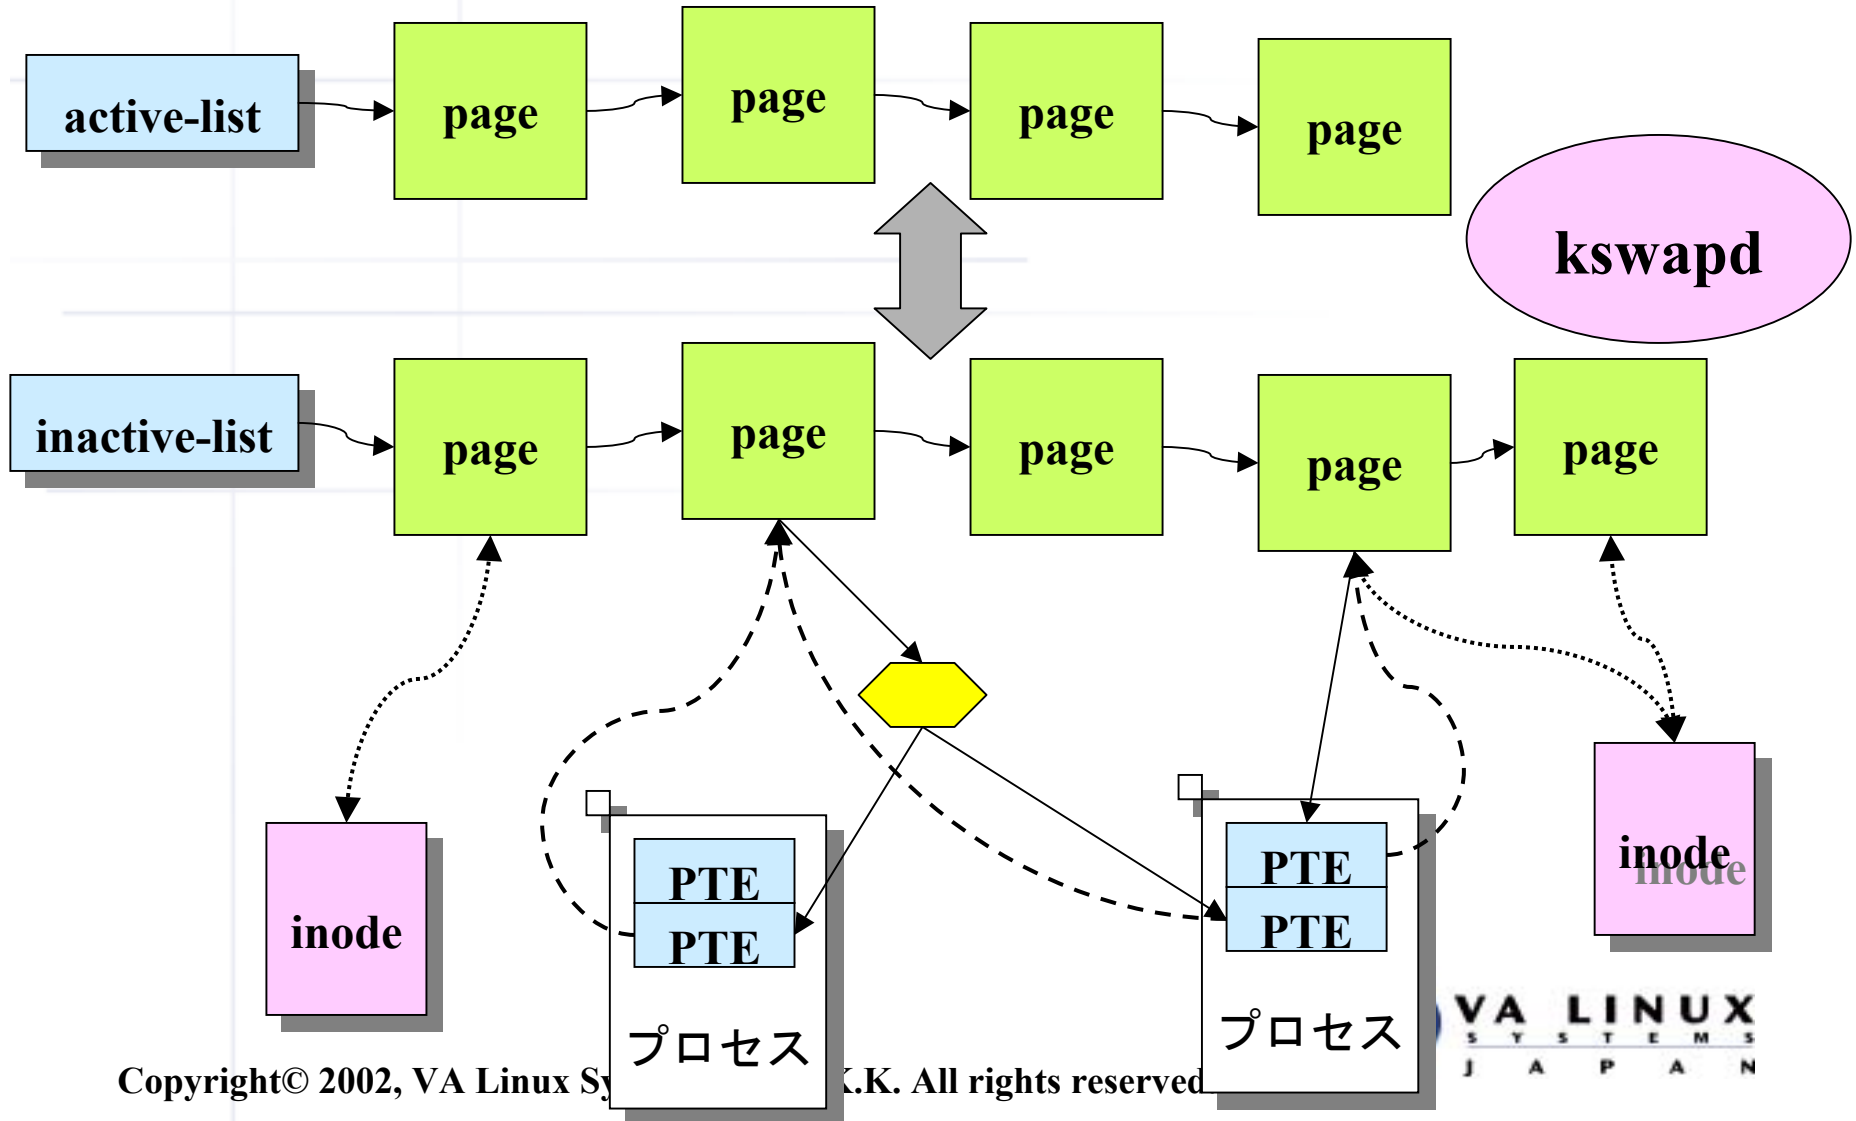 active-list
page
page
page
page
kswapd
inactive-list
page
page
page
page
page
PTE
PTE
プロセス
PTE
PTE
プロセス
inode
inode
inode
VA LINUX
SYSTEMS
JAPAN
Copyright© 2002, VA Linux Sy K.K. All rights reserved